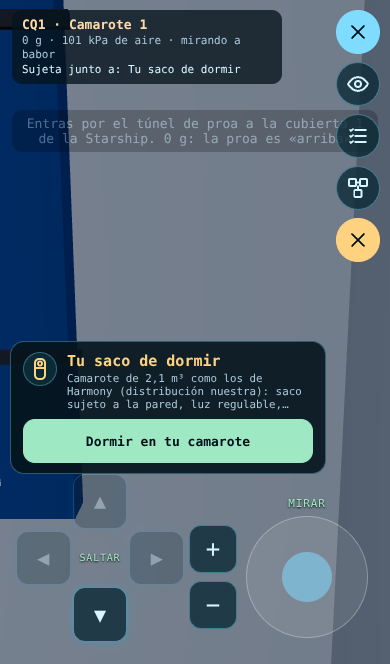 CQ1 · Camarote 1
0 g · 101 kPa de aire · mirando a
babor
Sujeta junto a: Tu saco de dormir
Entras por el túnel de proa a la cubierta
de la Starship. 0 g: la proa es «arriba
Tu saco de dormir
Camarote de 2,1 m³ como los de
Harmony (distribución nuestra): saco
sujeto a la pared, luz regulable,…
Dormir en tu camarote
MIRAR
SALTAR
+
−